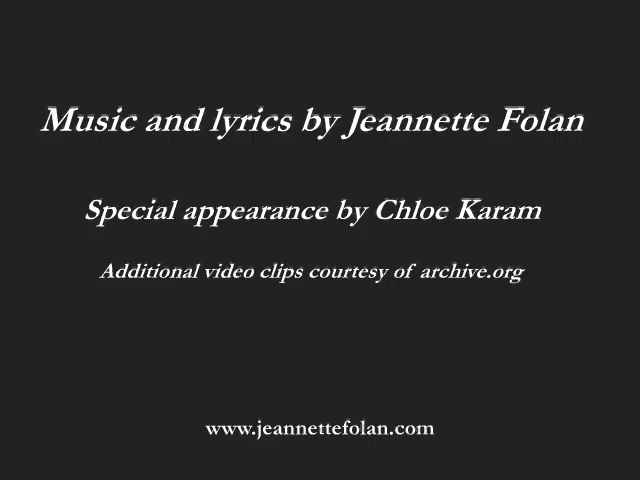 Music and lyrics by Jeannette Folan
Special appearance by Chloe Karam
Additional video clips courtesy of archive.org
www.jeannettefolan.com